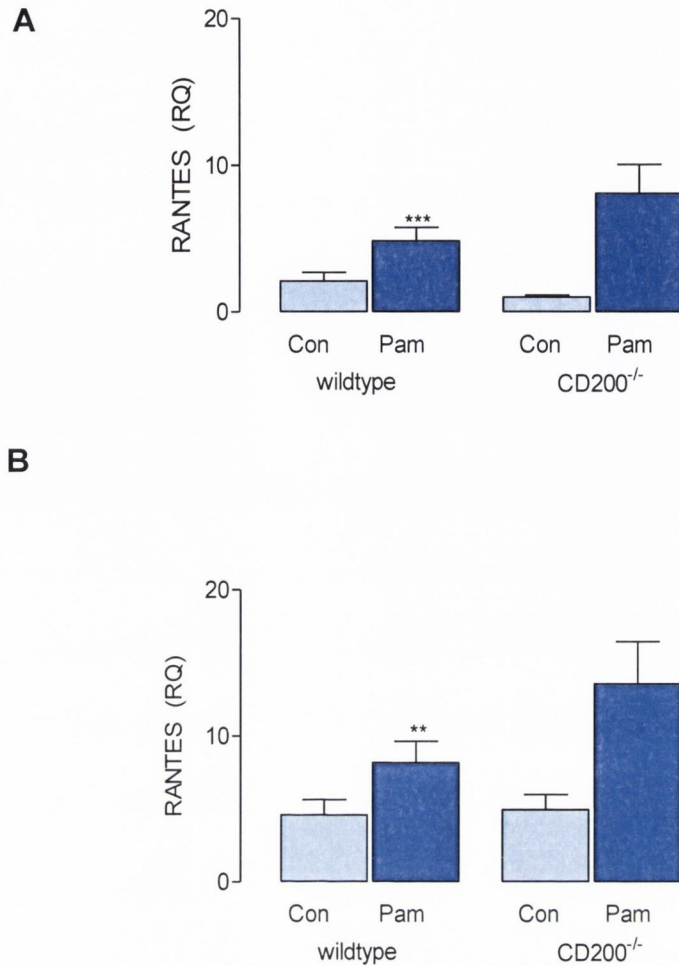 A
20
10
0
RANTES (RQ)
***
Con Pam Con Pam
wildtype CD200-/-
B
20
10
0
RANTES (RQ)
**
Con Pam Con Pam
wildtype CD200-/-